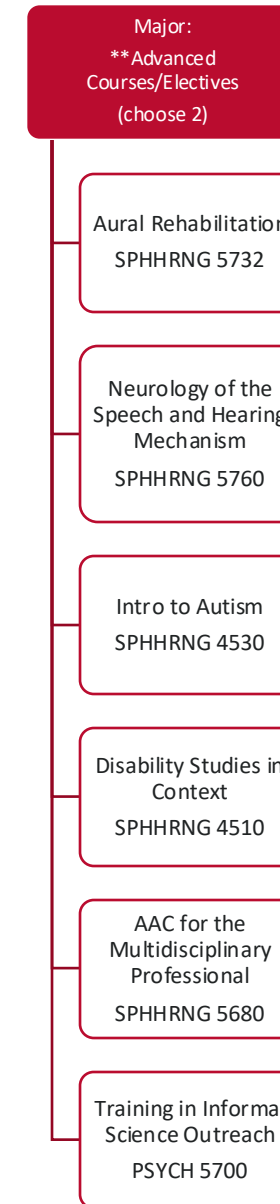 Major:
**Advanced
Courses/Electives
(choose 2)
Aural Rehabilitation
SPHHRNG 5732
Neurology of the
Speech and Hearing
Mechanism
SPHHRNG 5760
Intro to Autism
SPHHRNG 4530
Disability Studies in
Context
SPHHRNG 4510
AAC for the
Multidisciplinary
Professional
SPHHRNG 5680
Training in Informa
Science Outreach
PSYCH 5700